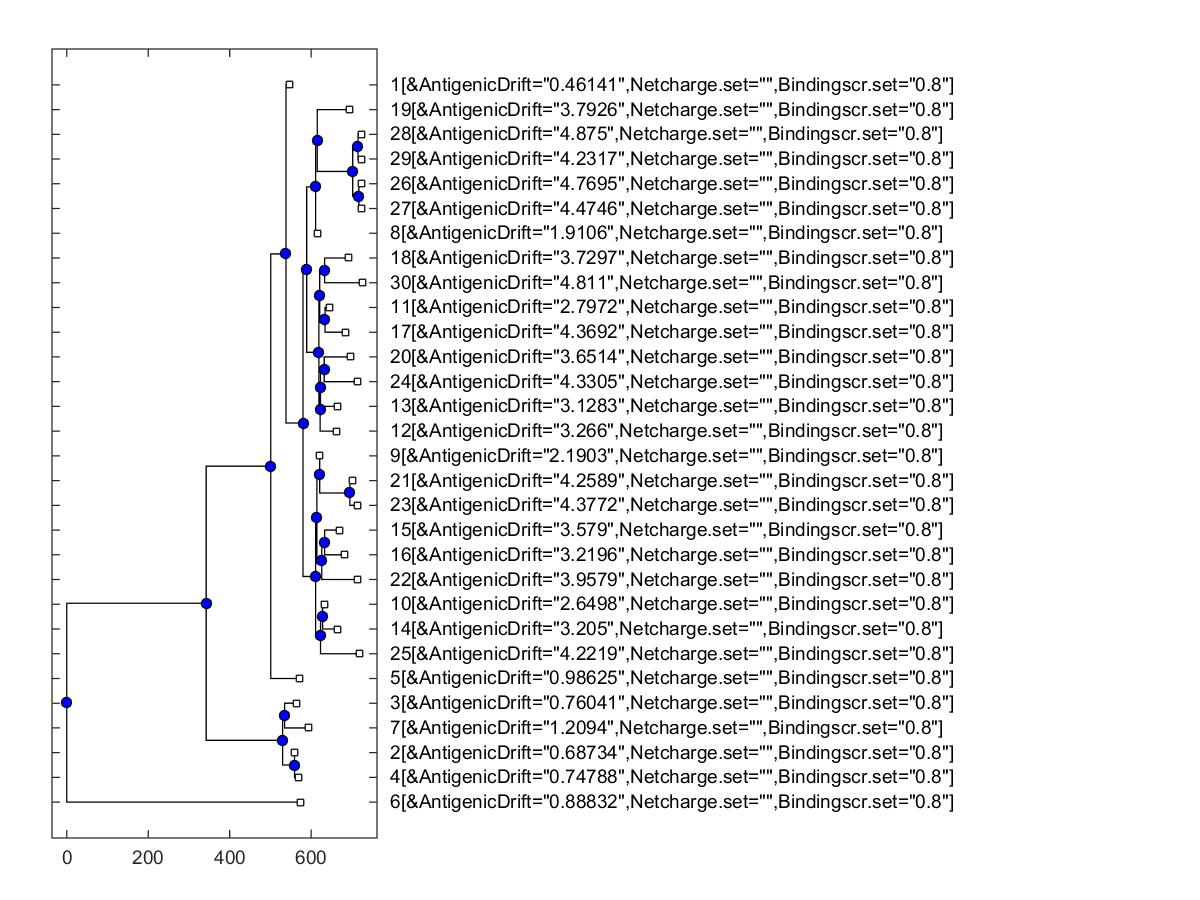 1[&AntigenicDrift="0.46141",Netcharge.set="",Bindingscr.set="0.8"]
19[&AntigenicDrift="3.7926",Netcharge.set="",Bindingscr.set="0.8"]
28[&AntigenicDrift="4.875",Netcharge.set="",Bindingscr.set="0.8"]
29[&AntigenicDrift="4.2317",Netcharge.set="",Bindingscr.set="0.8"]
26[&AntigenicDrift="4.7695",Netcharge.set="",Bindingscr.set="0.8"]
27[&AntigenicDrift="4.4746",Netcharge.set="",Bindingscr.set="0.8"]
8[&AntigenicDrift="1.9106",Netcharge.set="",Bindingscr.set="0.8"]
18[&AntigenicDrift="3.7297",Netcharge.set="",Bindingscr.set="0.8"]
30[&AntigenicDrift="4.811",Netcharge.set="",Bindingscr.set="0.8"]
11[&AntigenicDrift="2.7972",Netcharge.set="",Bindingscr.set="0.8"]
17[&AntigenicDrift="4.3692",Netcharge.set="",Bindingscr.set="0.8"]
20[&AntigenicDrift="3.6514",Netcharge.set="",Bindingscr.set="0.8"]
24[&AntigenicDrift="4.3305",Netcharge.set="",Bindingscr.set="0.8"]
13[&AntigenicDrift="3.1283",Netcharge.set="",Bindingscr.set="0.8"]
12[&AntigenicDrift="3.266",Netcharge.set="",Bindingscr.set="0.8"]
9[&AntigenicDrift="2.1903",Netcharge.set="",Bindingscr.set="0.8"]
21[&AntigenicDrift="4.2589",Netcharge.set="",Bindingscr.set="0.8"]
23[&AntigenicDrift="4.3772",Netcharge.set="",Bindingscr.set="0.8"]
15[&AntigenicDrift="3.579",Netcharge.set="",Bindingscr.set="0.8"]
16[&AntigenicDrift="3.2196",Netcharge.set="",Bindingscr.set="0.8"]
22[&AntigenicDrift="3.9579",Netcharge.set="",Bindingscr.set="0.8"]
10[&AntigenicDrift="2.6498",Netcharge.set="",Bindingscr.set="0.8"]
14[&AntigenicDrift="3.205",Netcharge.set="",Bindingscr.set="0.8"]
25[&AntigenicDrift="4.2219",Netcharge.set="",Bindingscr.set="0.8"]
5[&AntigenicDrift="0.98625",Netcharge.set="",Bindingscr.set="0.8"]
3[&AntigenicDrift="0.76041",Netcharge.set="",Bindingscr.set="0.8"]
7[&AntigenicDrift="1.2094",Netcharge.set="",Bindingscr.set="0.8"]
2[&AntigenicDrift="0.68734",Netcharge.set="",Bindingscr.set="0.8"]
4[&AntigenicDrift="0.74788",Netcharge.set="",Bindingscr.set="0.8"]
6[&AntigenicDrift="0.88832",Netcharge.set="",Bindingscr.set="0.8"]
0 200 400 600